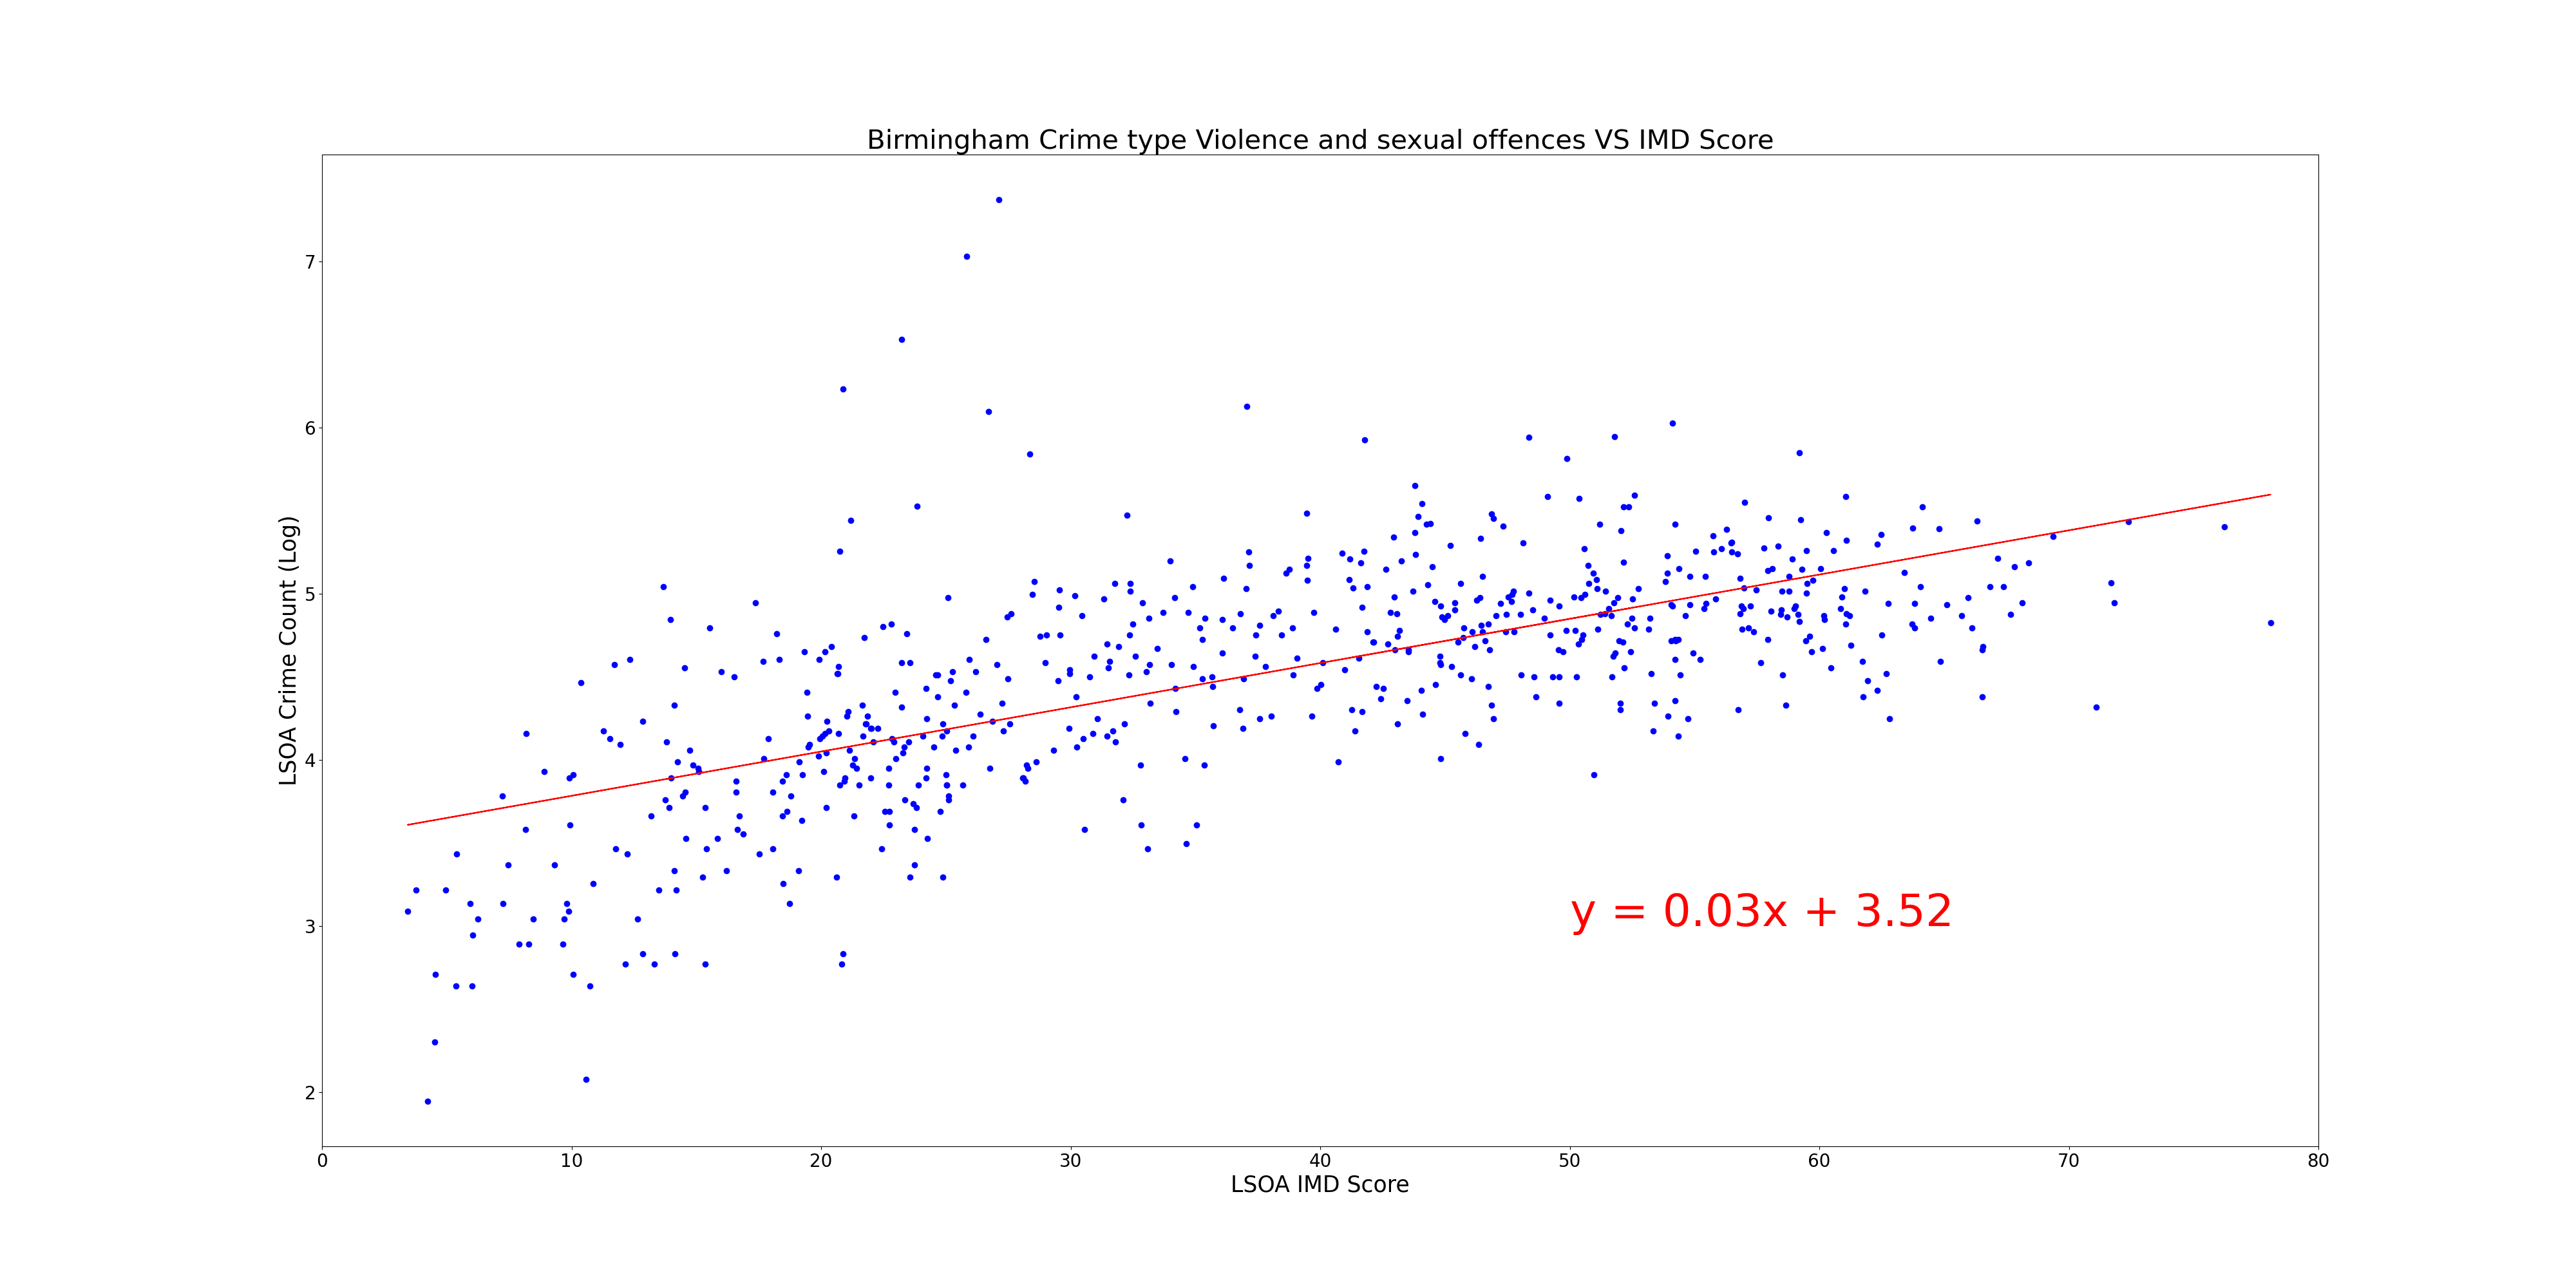 Birmingham Crime type Violence and sexual offences VS IMD Score
LSOA Crime Count (Log)
7
6
5
4
3
2
y = 0.03x + 3.52
0 10 20 30 40 50 60 70 80
LSOA IMD Score